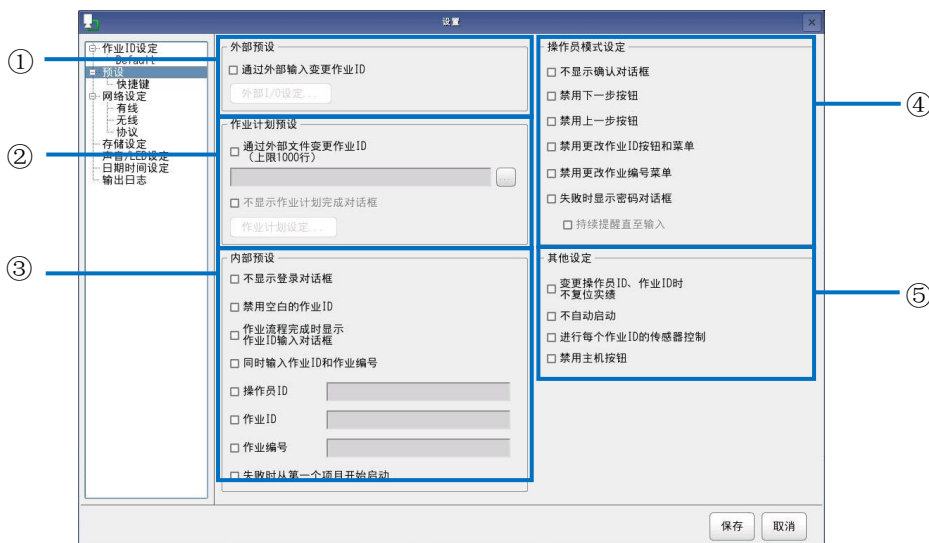 设置
作业ID设定
Default
预设
快捷键
网络设定
有线
无线
协议
存储设定
声音/LED设定
日期时间设定
输出日志
①
外部预设
通过外部输入变更作业ID
外部I/O设定...
②
作业计划预设
通过外部文件变更作业ID
（上限1000行）
...
不显示作业计划完成对话框
作业计划设定...
③
内部预设
不显示登录对话框
禁用空白的作业ID
作业流程完成时显示
作业ID输入对话框
同时输入作业ID和作业编号
操作员ID
作业ID
作业编号
失败时从第一个项目开始启动
④
操作员模式设定
不显示确认对话框
禁用下一步按钮
禁用上一步按钮
禁用更改作业ID按钮和菜单
禁用更改作业编号菜单
失败时显示密码对话框
持续提醒直至输入
⑤
其他设定
变更操作员ID、作业ID时
不复位实绩
不自动启动
进行每个作业ID的传感器控制
禁用主机按钮
保存
取消